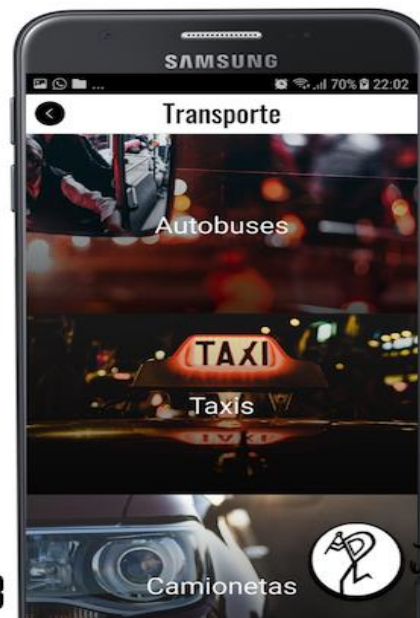 SAMSUNG
... 70% 22:02
Transporte
Autobuses
TAXI
Taxis
Camionetas